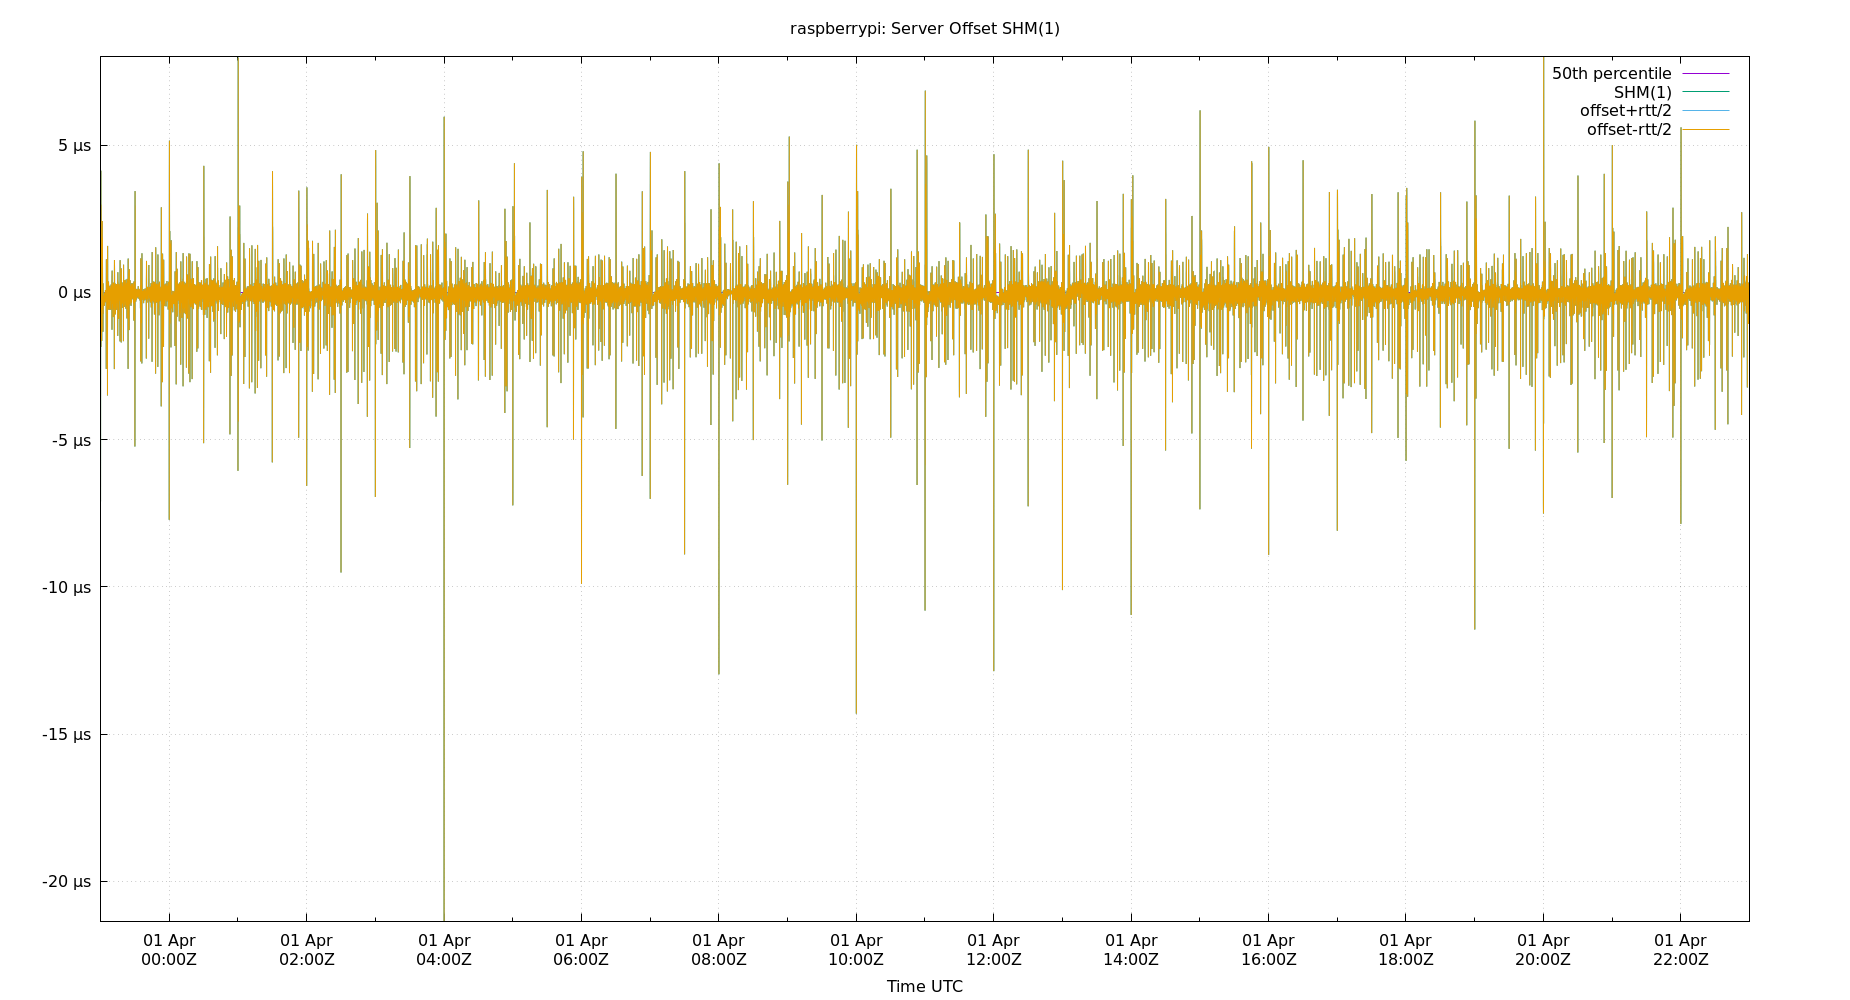 raspberrypi: Server Offset SHM(1)
50th percentile
SHM(1)
offset+rtt/2
offset-rtt/2
5 µs
0 µs
-5 µs
-10 µs
-15 µs
-20 µs
01 Apr 01 Apr 01 Apr 01 Apr 01 Apr 01 Apr 01 Apr 01 Apr 01 Apr 01 Apr 01 Apr 01 Apr
00:00Z 02:00Z 04:00Z 06:00Z 08:00Z 10:00Z 12:00Z 14:00Z 16:00Z 18:00Z 20:00Z 22:00Z
Time UTC